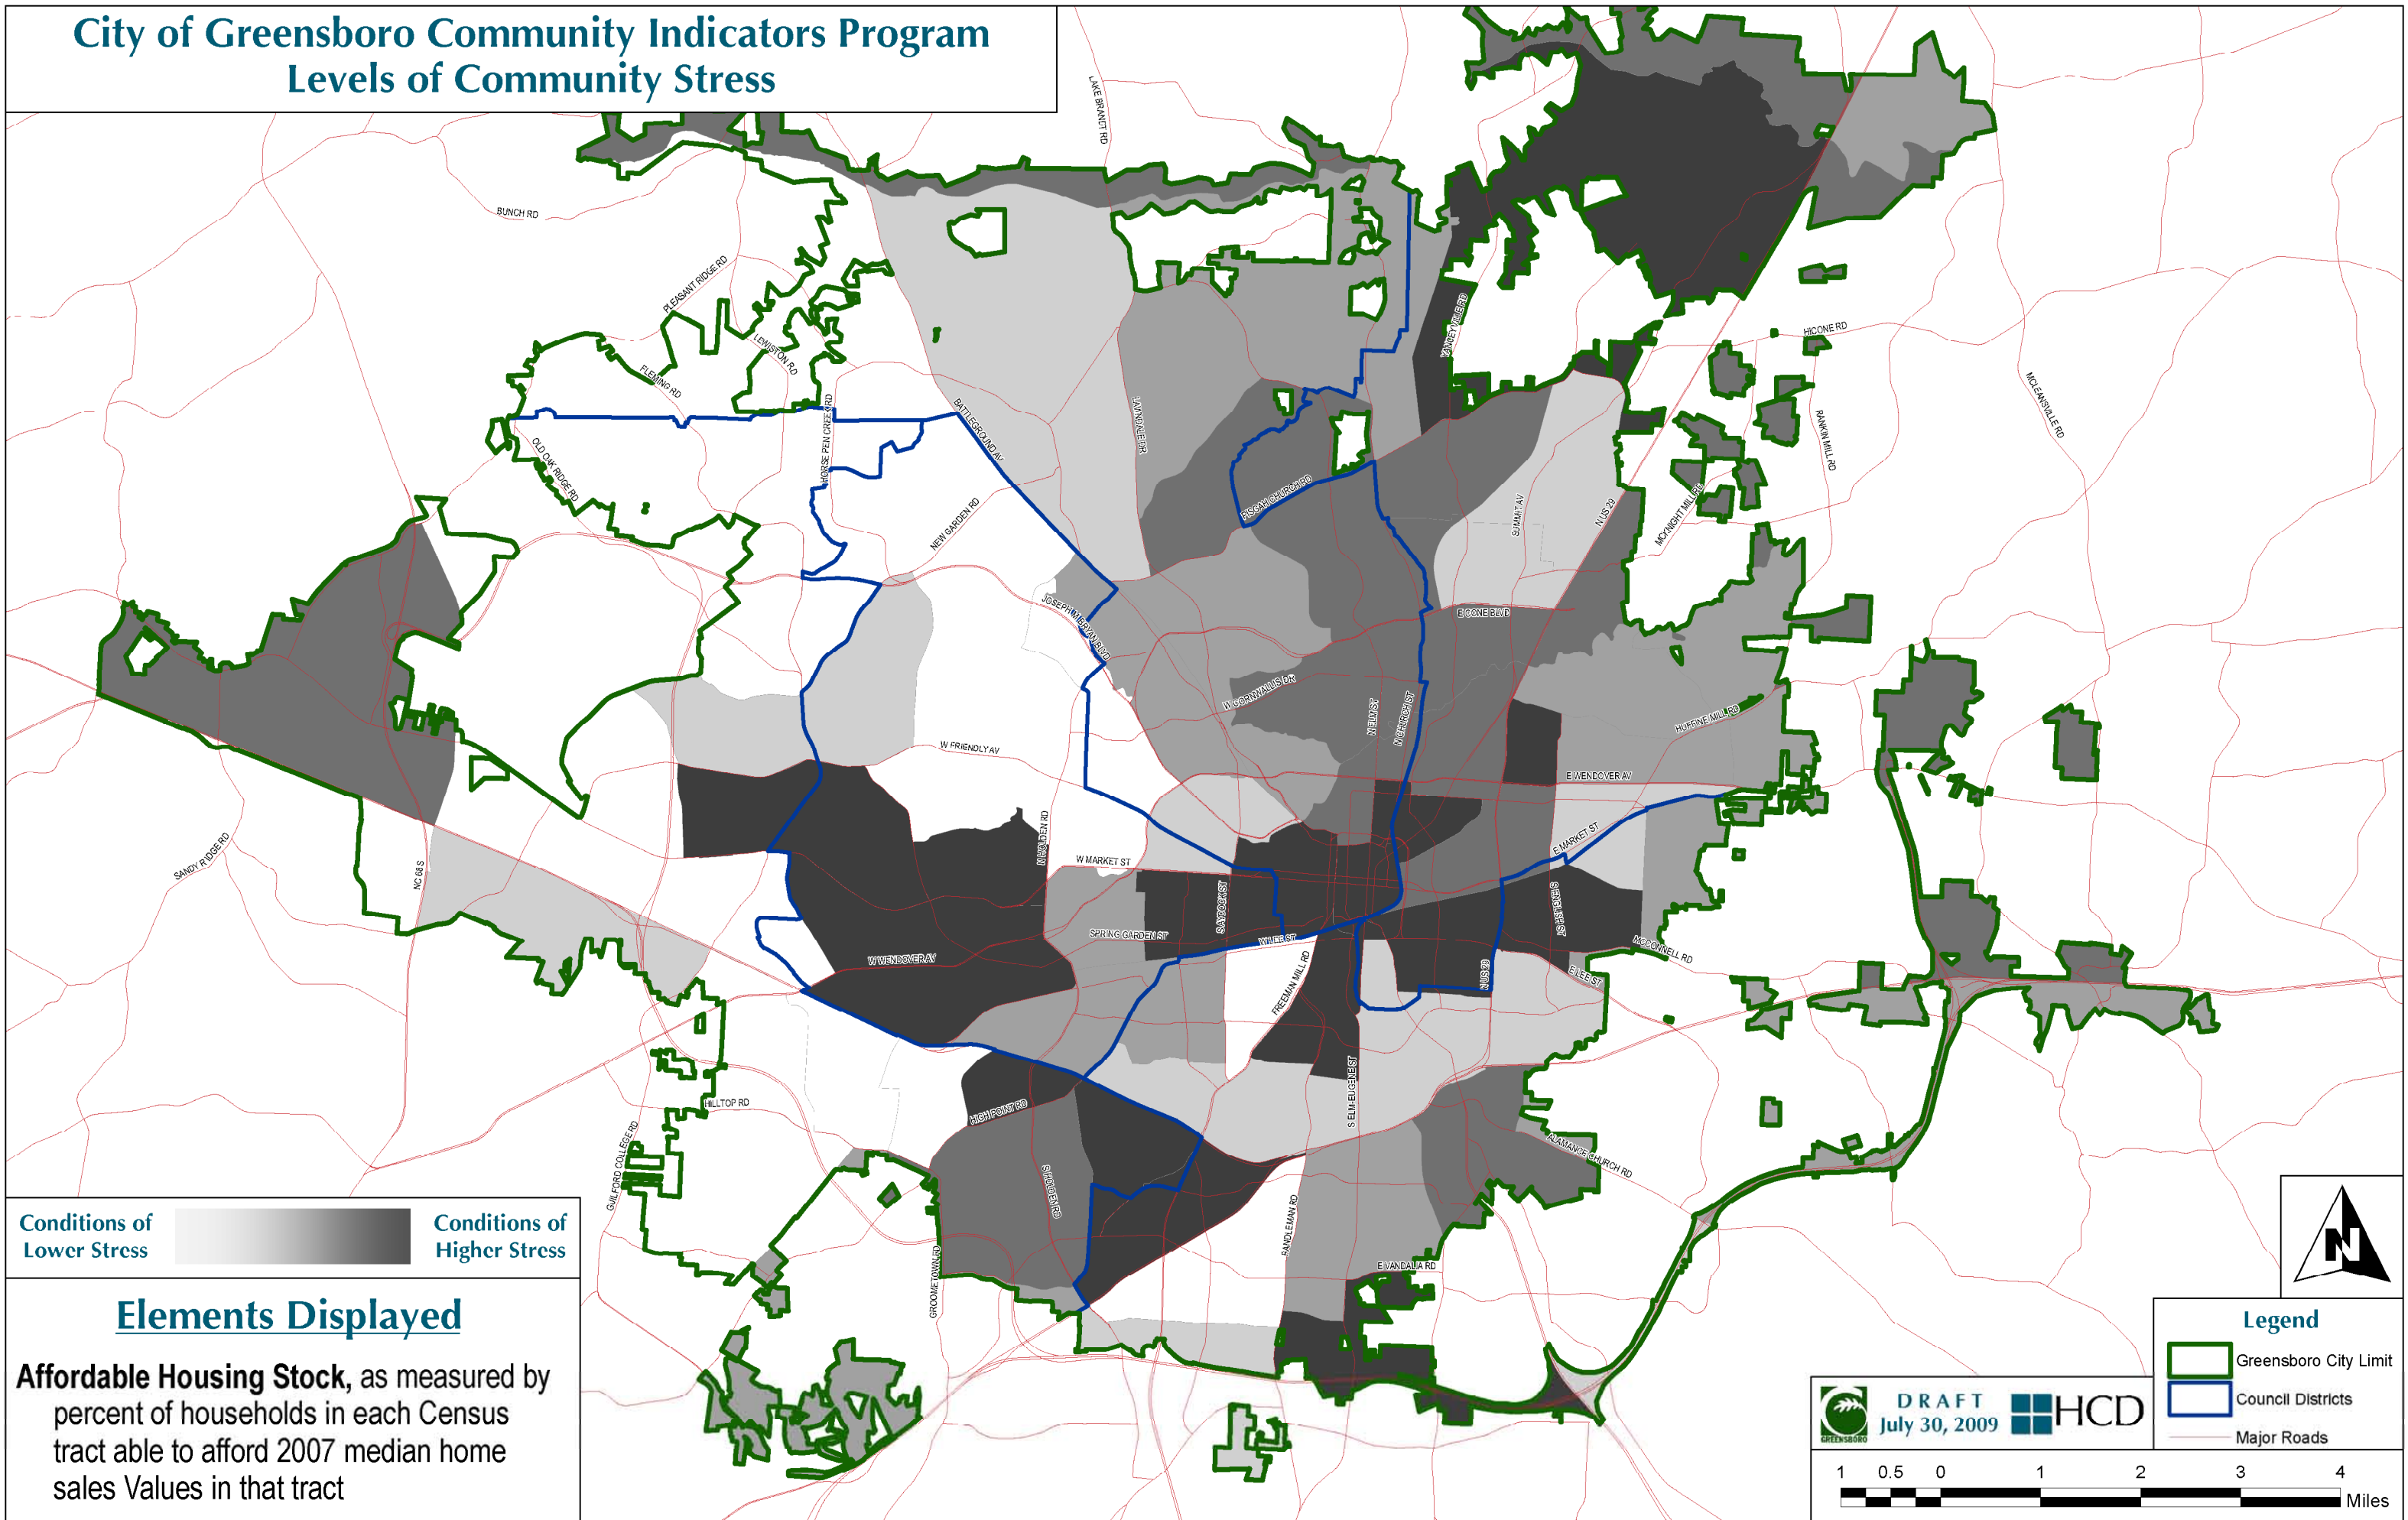 City of Greensboro Community Indicators Program
Levels of Community Stress
LAKE BRANDT RD
BUNCH RD
PLEASANT RIDGE RD
LEWISTON RD
FLEMING RD
YANCEYVILLE RD
HICONE RD
MCLEANSVILLE RD
RANKIN MILL RD
HORSE PEN CREEK RD
BATTLEGROUND AV
LAWNDALE DR
OLD OAK RIDGE RD
PISGAH CHURCH RD
NEW GARDEN RD
SUMMIT AV
N US 29
MCKNIGHT MILL RD
JOSEPH M BRYAN BLVD
E CONE BLVD
W CORNWALLIS DR
N ELM ST
N CHURCH ST
HUFFINE MILL RD
W FRIENDLY AV
E WENDOVER AV
SANDY RIDGE RD
NC 68 S
N HOLDEN RD
W MARKET ST
E MARKET ST
S AYCOCK ST
S ENGLISH ST
SPRING GARDEN ST
W LEE ST
MCCONNELL RD
W WENDOVER AV
FREEMAN MILL RD
N US 29
E LEE ST
HILLTOP RD
HIGH POINT RD
S ELM-EUGENE ST
ALAMANCE CHURCH RD
GUILFORD COLLEGE RD
S HOLDEN RD
RANDLEMAN RD
GROOMETOWN RD
E VANDALIA RD
Conditions of
Lower Stress
Conditions of
Higher Stress
Elements Displayed
Affordable Housing Stock, as measured by
percent of households in each Census
tract able to afford 2007 median home
sales Values in that tract
N
Legend
Greensboro City Limit
Council Districts
Major Roads
GREENSBORO
DRAFT
July 30, 2009
HCD
1 0.5 0 1 2 3 4
Miles